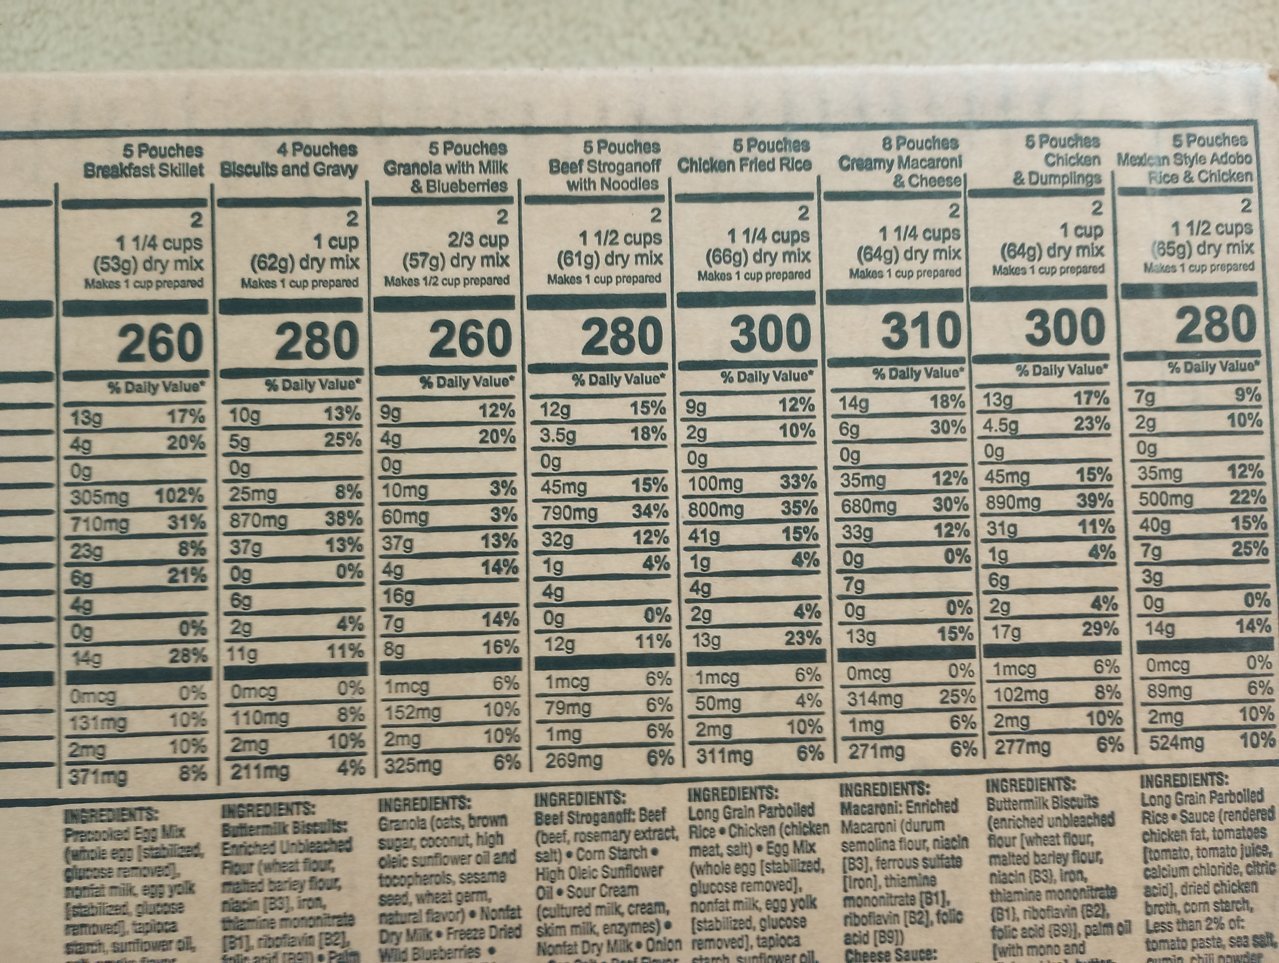 5 Pouches
Breakfast Skillet
2
1 1/4 cups
(53g) dry mix
Makes 1 cup prepared
260
% Daily Value*
13g 17%
4g 20%
0g
305mg 102%
710mg 31%
23g 8%
6g 21%
4g
0g 0%
14g 28%
0mcg 0%
131mg 10%
2mg 10%
371mg 8%
INGREDIENTS:
Precooked Egg Mix
(whole egg [stabilized,
glucose removed],
nonfat milk, egg yolk
[stabilized, glucose
removed], tapioca
starch, sunflower oil,
4 Pouches
Biscuits and Gravy
2
1 cup
(62g) dry mix
Makes 1 cup prepared
280
% Daily Value*
10g 13%
5g 25%
0g
25mg 8%
870mg 38%
37g 13%
0g 0%
6g
2g 4%
11g 11%
0mcg 0%
110mg 8%
2mg 10%
211mg 4%
INGREDIENTS:
Buttermilk Biscuits:
Enriched Unbleached
Flour (wheat flour,
malted barley flour,
niacin [B3], iron,
thiamine mononitrate
[B1], riboflavin [B2],
folic acid [B9]) • Palm
5 Pouches
Granola with Milk
& Blueberries
2
2/3 cup
(57g) dry mix
Makes 1/2 cup prepared
260
% Daily Value*
9g 12%
4g 20%
0g
10mg 3%
60mg 3%
37g 13%
4g 14%
16g
7g 14%
8g 16%
1mcg 6%
152mg 10%
2mg 10%
325mg 6%
INGREDIENTS:
Granola (oats, brown
sugar, coconut, high
oleic sunflower oil and
tocopherols, sesame
seed, wheat germ,
natural flavor) • Nonfat
Dry Milk • Freeze Dried
Wild Blueberries •
5 Pouches
Beef Stroganoff
with Noodles
2
1 1/2 cups
(61g) dry mix
Makes 1 cup prepared
280
% Daily Value*
12g 15%
3.5g 18%
0g
45mg 15%
790mg 34%
32g 12%
1g 4%
4g
0g 0%
12g 11%
1mcg 6%
79mg 6%
1mg 6%
269mg 6%
INGREDIENTS:
Beef Stroganoff: Beef
(beef, rosemary extract,
salt) • Corn Starch •
High Oleic Sunflower
Oil • Sour Cream
(cultured milk, cream,
skim milk, enzymes) •
Nonfat Dry Milk • Onion
5 Pouches
Chicken Fried Rice
2
1 1/4 cups
(66g) dry mix
Makes 1 cup prepared
300
% Daily Value*
9g 12%
2g 10%
0g
100mg 33%
800mg 35%
41g 15%
1g 4%
4g
2g 4%
13g 23%
1mcg 6%
50mg 4%
2mg 10%
311mg 6%
INGREDIENTS:
Long Grain Parboiled
Rice • Chicken (chicken
meat, salt) • Egg Mix
(whole egg [stabilized,
glucose removed],
nonfat milk, egg yolk
[stabilized, glucose
removed], tapioca
starch, sunflower oil,
8 Pouches
Creamy Macaroni
& Cheese
2
1 1/4 cups
(64g) dry mix
Makes 1 cup prepared
310
% Daily Value*
14g 18%
6g 30%
0g
35mg 12%
680mg 30%
33g 12%
0g 0%
7g
0g 0%
13g 15%
0mcg 0%
314mg 25%
1mg 6%
271mg 6%
INGREDIENTS:
Macaroni: Enriched
Macaroni (durum
semolina flour, niacin
[B3], ferrous sulfate
[iron], thiamine
mononitrate [B1],
riboflavin [B2], folic
acid [B9])
Cheese Sauce:
5 Pouches
Chicken
& Dumplings
2
1 cup
(64g) dry mix
Makes 1 cup prepared
300
% Daily Value*
13g 17%
4.5g 23%
0g
45mg 15%
890mg 39%
31g 11%
1g 4%
6g
2g 4%
17g 29%
1mcg 6%
102mg 8%
2mg 10%
277mg 6%
INGREDIENTS:
Buttermilk Biscuits
(enriched unbleached
flour [wheat flour,
malted barley flour,
niacin {B3}, iron,
thiamine mononitrate
{B1}, riboflavin {B2},
folic acid {B9}], palm oil
[with mono and
5 Pouches
Mexican Style Adobo
Rice & Chicken
2
1 1/2 cups
(65g) dry mix
Makes 1 cup prepared
280
% Daily Value*
7g 9%
2g 10%
0g
35mg 12%
500mg 22%
40g 15%
7g 25%
3g
0g 0%
14g 14%
0mcg 0%
89mg 6%
2mg 10%
524mg 10%
INGREDIENTS:
Long Grain Parboiled
Rice • Sauce (rendered
chicken fat, tomatoes
[tomato, tomato juice,
calcium chloride, citric
acid], dried chicken
broth, corn starch,
Less than 2% of:
tomato paste, sea salt,
cumin, chili powder